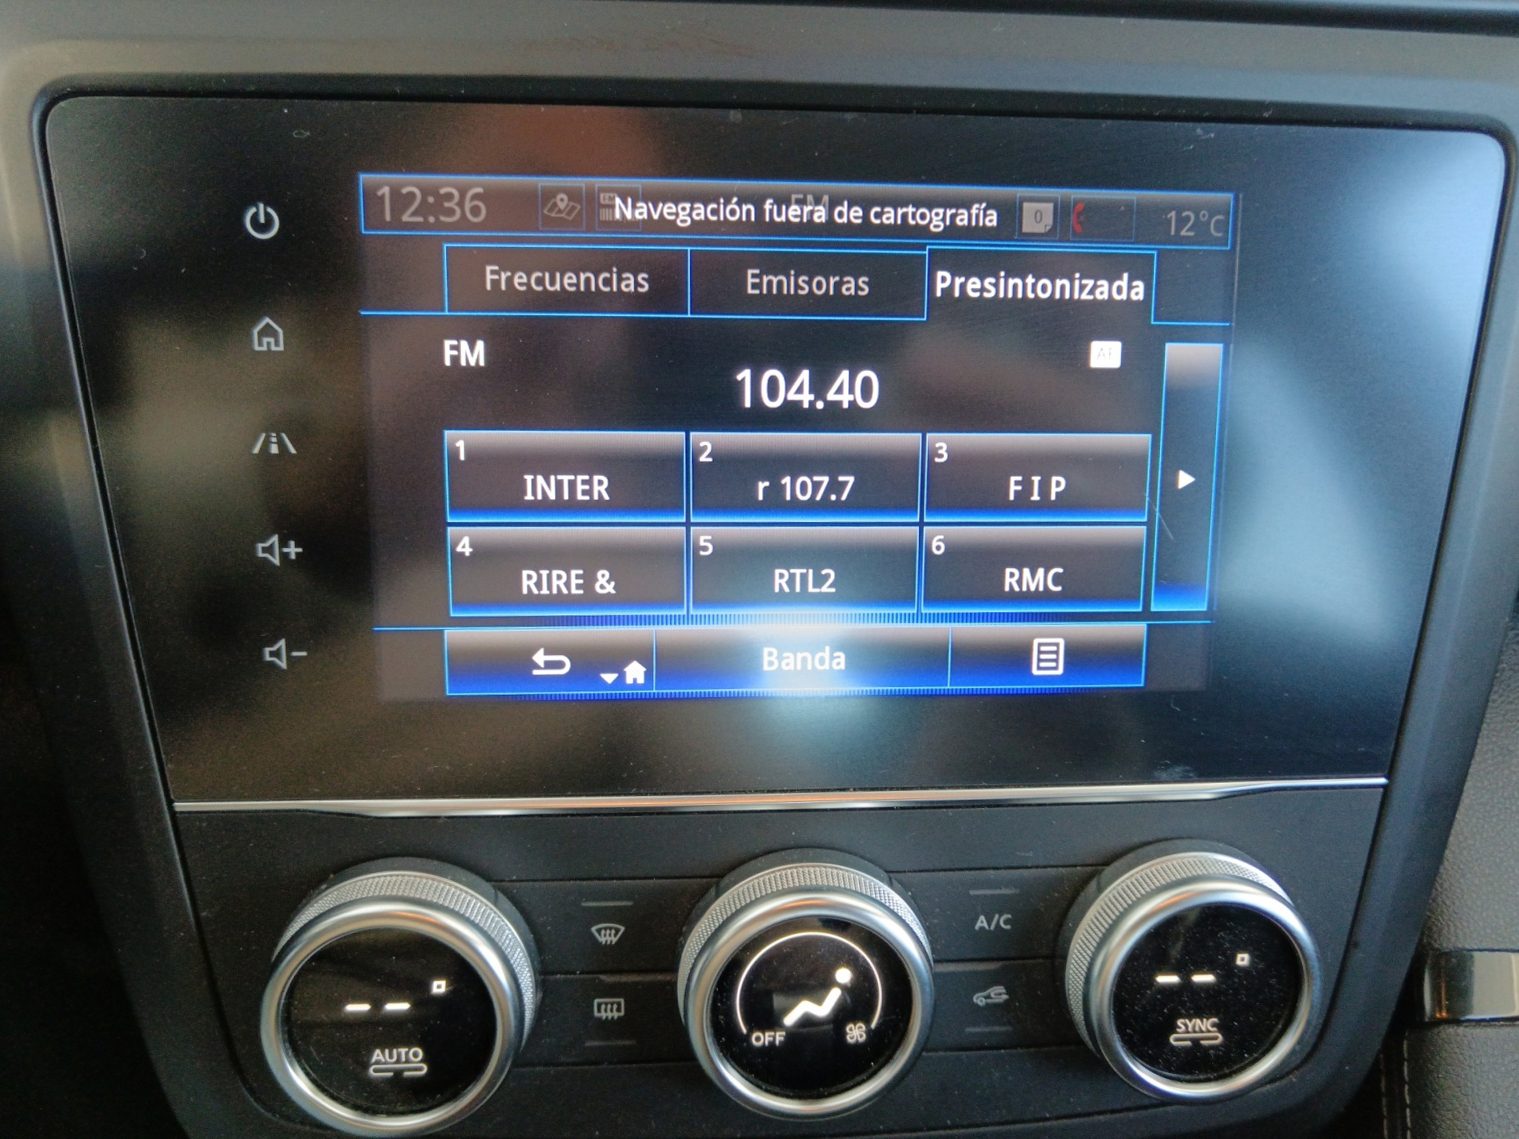 12:36 Navegación fuera de cartografía 0 12°C
Frecuencias Emisoras Presintonizada
FM
104.40
1 INTER
2 r 107.7
3 F I P
4 RIRE &
5 RTL2
6 RMC
Banda
A/C
-- AUTO
OFF
-- SYNC